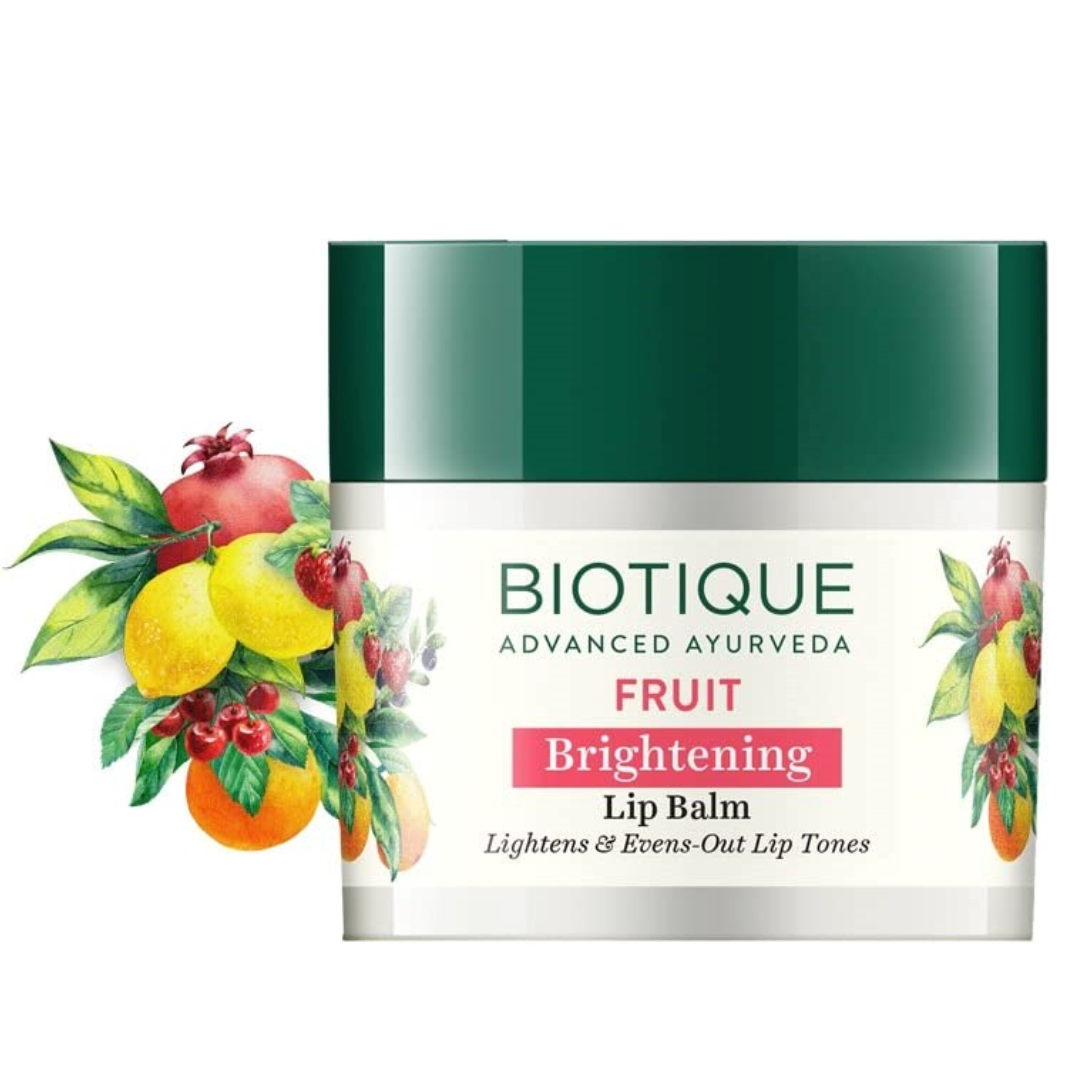 BIOTIQUE
ADVANCED AYURVEDA
FRUIT
Brightening
Lip Balm
Lightens & Evens-Out Lip Tones